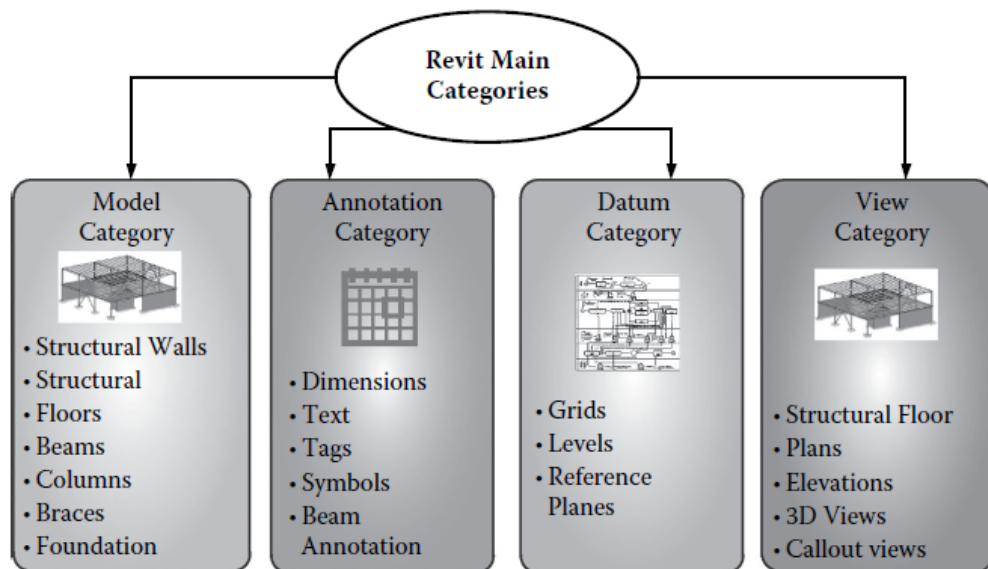 Revit Main
Categories
Model
Category
• Structural Walls
• Structural
• Floors
• Beams
• Columns
• Braces
• Foundation
Annotation
Category
• Dimensions
• Text
• Tags
• Symbols
• Beam
Annotation
Datum
Category
• Grids
• Levels
• Reference
Planes
View
Category
• Structural Floor
• Plans
• Elevations
• 3D Views
• Callout views